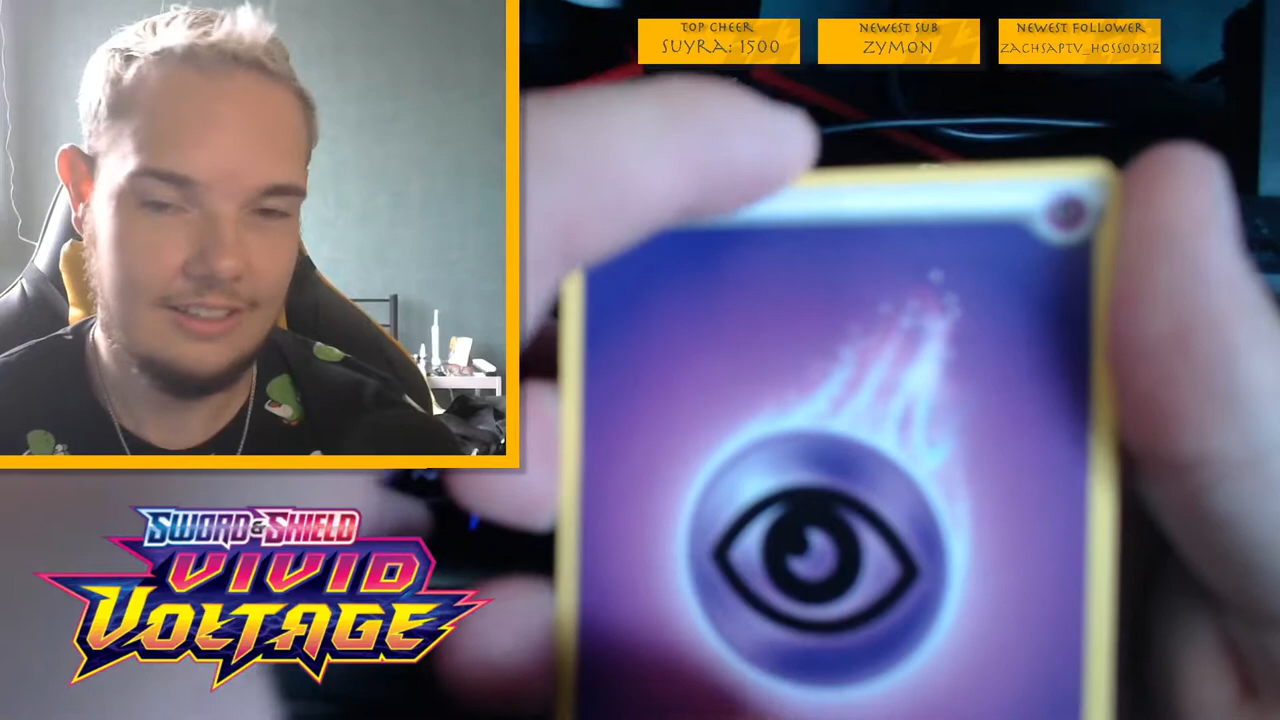 TOP CHEER
SUYRA: 1500
NEWEST SUB
ZYMON
NEWEST FOLLOWER
ZACHSAPTV_HOSS00312
SWORD & SHIELD
VIVID
VOLTAGE